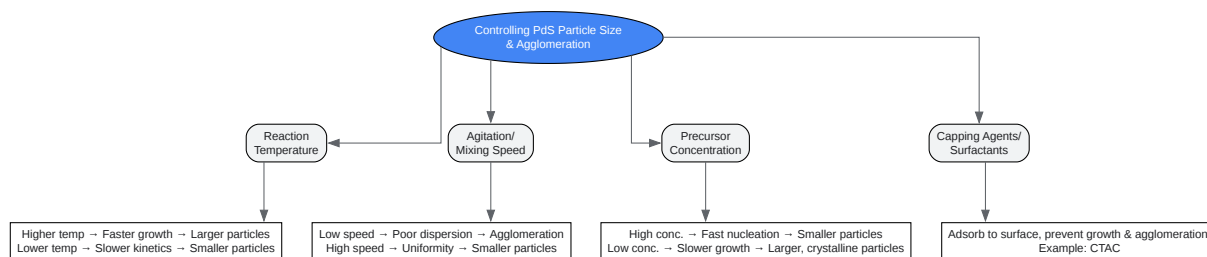 Controlling PdS Particle Size
& Agglomeration
Reaction
Temperature
Agitation/
Mixing Speed
Precursor
Concentration
Capping Agents/
Surfactants
Higher temp → Faster growth → Larger particles
Lower temp → Slower kinetics → Smaller particles
Low speed → Poor dispersion → Agglomeration
High speed → Uniformity → Smaller particles
High conc. → Fast nucleation → Smaller particles
Low conc. → Slower growth → Larger, crystalline particles
Adsorb to surface, prevent growth & agglomeration
Example: CTAC